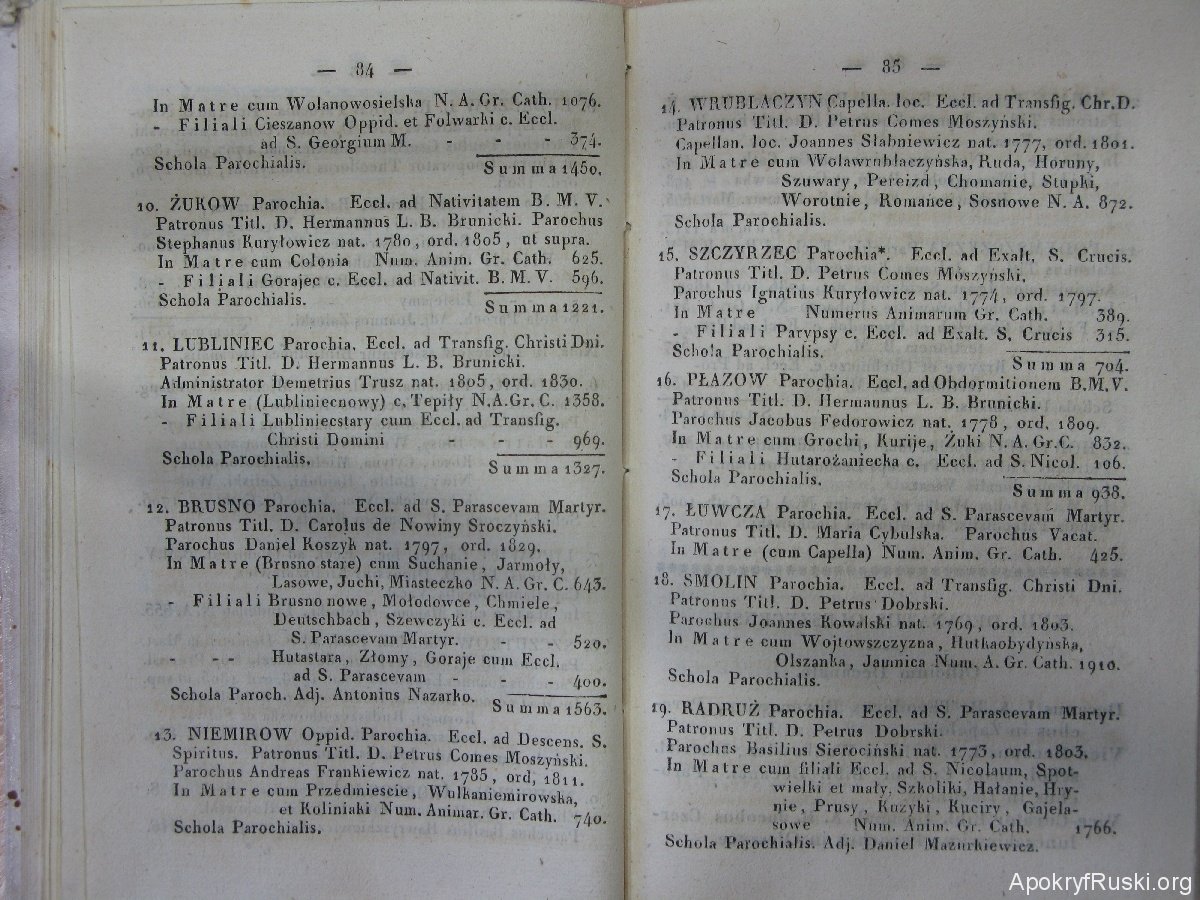 — 84 —
In Matre cum Wolanowosielska N. A. Gr. Cath. 1076.
- Filiali Cieszanow Oppid. et Folwarki c. Eccl.
ad S. Georgium M. - - - 374.
Schola Parochialis. Summa 1450.
10. ŻUKOW Parochia. Eccl. ad Nativitatem B. M. V.
Patronus Titl. D. Hermannus L. B. Brunicki. Parochus
Stephanus Kuryłowicz nat. 1780, ord. 1805, ut supra.
In Matre cum Colonia Num. Anim. Gr. Cath. 625.
- Filiali Gorajec c. Eccl. ad Nativit. B. M. V. 596.
Schola Parochialis. Summa 1221.
11. LUBLINIEC Parochia. Eccl. ad Transfig. Christi Dni.
Patronus Titl. D. Hermannus L. B. Brunicki.
Administrator Demetrius Trusz nat. 1805, ord. 1830.
In Matre (Lubliniecnowy) c. Tepiły N.A.Gr. C. 1358.
- Filiali Lubliniecstary cum Eccl. ad Transfig.
Christi Domini - - - 969.
Schola Parochialis. Summa 1327.
12. BRUSNO Parochia. Eccl. ad S. Parascevam Martyr.
Patronus Titl. D. Carolus de Nowiny Sroczyński.
Parochus Daniel Koszyk nat. 1797, ord. 1829.
In Matre (Brusno stare) cum Suchanie, Jarmoły,
Lasowe, Juchi, Miasteczko N. A. Gr. C. 643.
- Filiali Brusno nowe, Mołodowce, Chmiele,
Deutschbach, Szewczyki c. Eccl. ad
S. Parascevam Martyr. - - 520.
- - - Hutastara, Złomy, Goraje cum Eccl.
ad S. Parascevam - - - 400.
Schola Paroch. Adj. Antonius Nazarko. Summa 1563.
13. NIEMIROW Oppid. Parochia. Eccl. ad Descens. S.
Spiritus. Patronus Titl. D. Petrus Comes Moszyński.
Parochus Andreas Frankiewicz nat. 1785, ord. 1811.
In Matre cum Przedmiescie, Wulkaniemirowska,
et Koliniaki Num. Animar. Gr. Cath. 740.
Schola Parochialis.
— 85 —
14. WRUBLACZYN Capella. loc. Eccl. ad Transfig. Chr. D.
Patronus Titl. D. Petrus Comes Moszyński.
Capellan. loc. Joannes Słabniewicz nat. 1777, ord. 1801.
In Matre cum Wolawrublaczyńska, Ruda, Horuny,
Szuwary, Pereizd, Chomanie, Stupki,
Worotnie, Romance, Sosnowe N. A. 872.
Schola Parochialis.
15. SZCZYRZEC Parochia*. Eccl. ad Exalt. S. Crucis.
Patronus Titl. D. Petrus Comes Moszyński.
Parochus Ignatius Kuryłowicz nat. 1774, ord. 1797.
In Matre Numerus Animarum Gr. Cath. 389.
- Filiali Parypsy c. Eccl. ad Exalt. S. Crucis 315.
Schola Parochialis. Summa 704.
16. PŁAZOW Parochia. Eccl. ad Obdormitionem B.M.V.
Patronus Titl. D. Hermannus L. B. Brunicki.
Parochus Jacobus Fedorowicz nat. 1778, ord. 1809.
In Matre cum Grochi, Kurije, Żuki N. A. Gr.C. 832.
- Filiali Hutarożaniecka c. Eccl. ad S. Nicol. 106.
Schola Parochialis. Summa 938.
17. ŁUWCZA Parochia. Eccl. ad S. Parascevam Martyr.
Patronus Titl. D. Maria Cybulska. Parochus Vacat.
In Matre (cum Capella) Num. Anim. Gr. Cath. 425.
18. SMOLIN Parochia. Eccl. ad Transfig. Christi Dni.
Patronus Titl. D. Petrus Dobrski.
Parochus Joannes Kowalski nat. 1769, ord. 1803.
In Matre cum Wojtowszczyzna, Hutkaobydyńska,
Olszanka, Jamnica Num. A. Gr. Cath. 1910.
Schola Parochialis.
19. RADRUŻ Parochia. Eccl. ad S. Parascevam Martyr.
Patronus Titl. D. Petrus Dobrski.
Parochus Basilius Sierociński nat. 1773, ord. 1803.
In Matre cum filiali Eccl. ad S. Nicolaum, Spot-
wielki et mały, Szkoliki, Hałanie, Hry-
nie, Prusy, Kuzyki, Kuciry, Gajela-
sowe Num. Anim. Gr. Cath. 1766.
Schola Parochialis. Adj. Daniel Mazurkiewicz.
ApokryfRuski.org